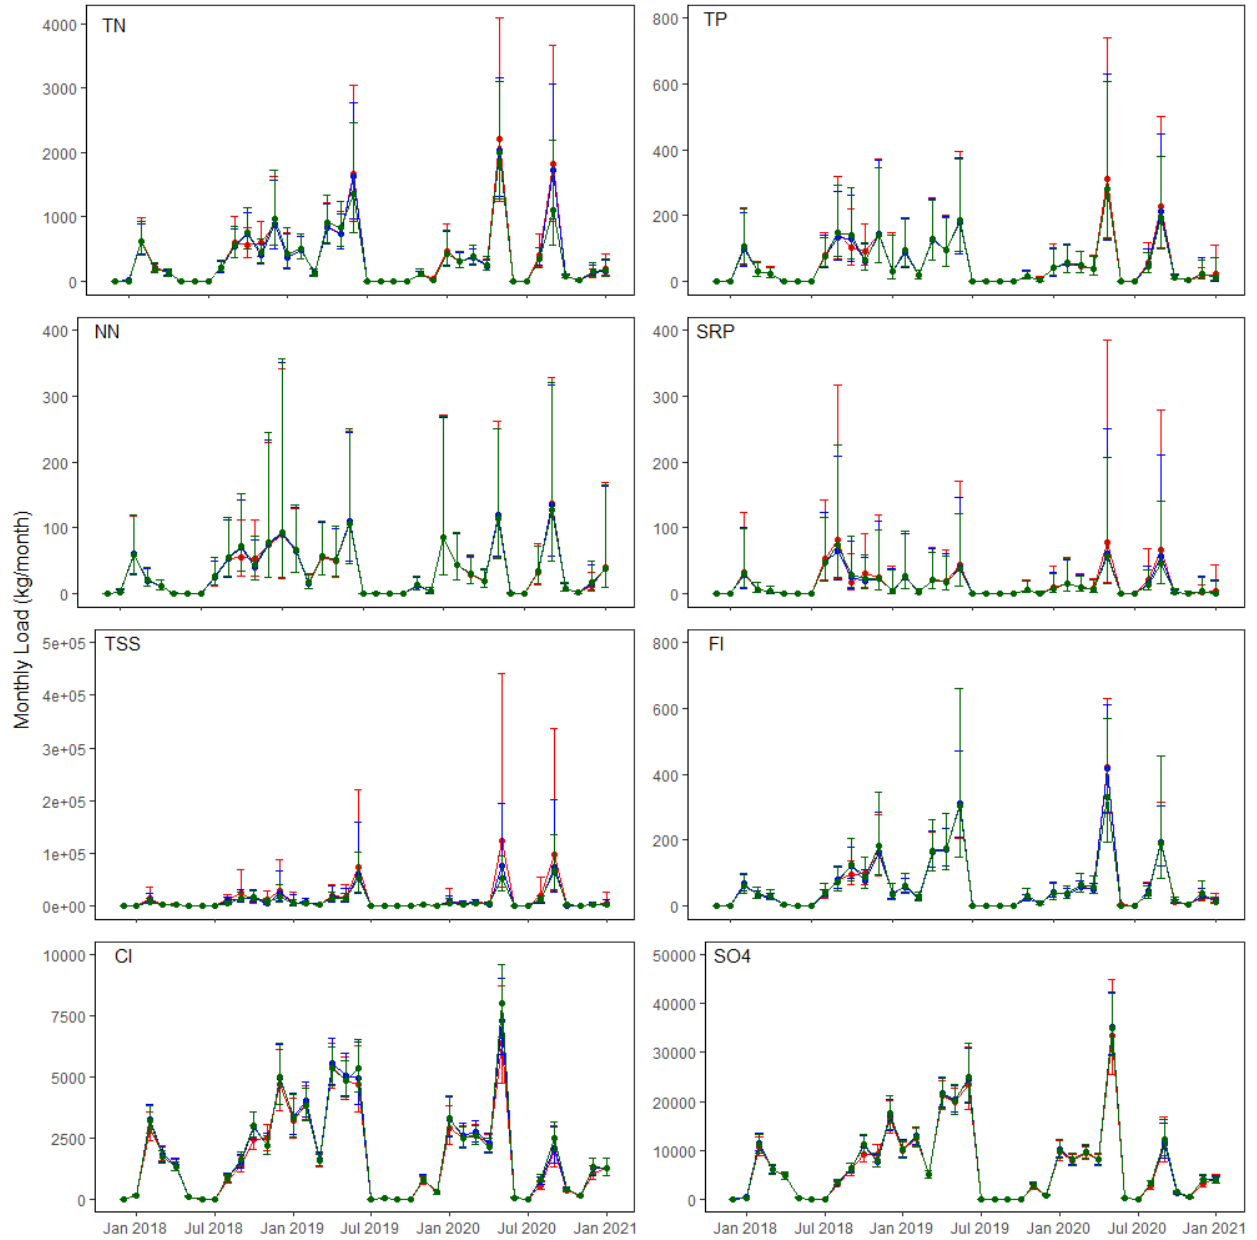 TN
4000
3000
2000
1000
0
TP
800
600
400
200
0
NN
400
300
200
100
0
SRP
400
300
200
100
0
Monthly Load (kg/month)
TSS
5e+05
4e+05
3e+05
2e+05
1e+05
0e+00
Fl
800
600
400
200
0
Cl
10000
7500
5000
2500
0
SO4
50000
40000
30000
20000
10000
0
Jan 2018 Jul 2018 Jan 2019 Jul 2019 Jan 2020 Jul 2020 Jan 2021
Jan 2018 Jul 2018 Jan 2019 Jul 2019 Jan 2020 Jul 2020 Jan 2021